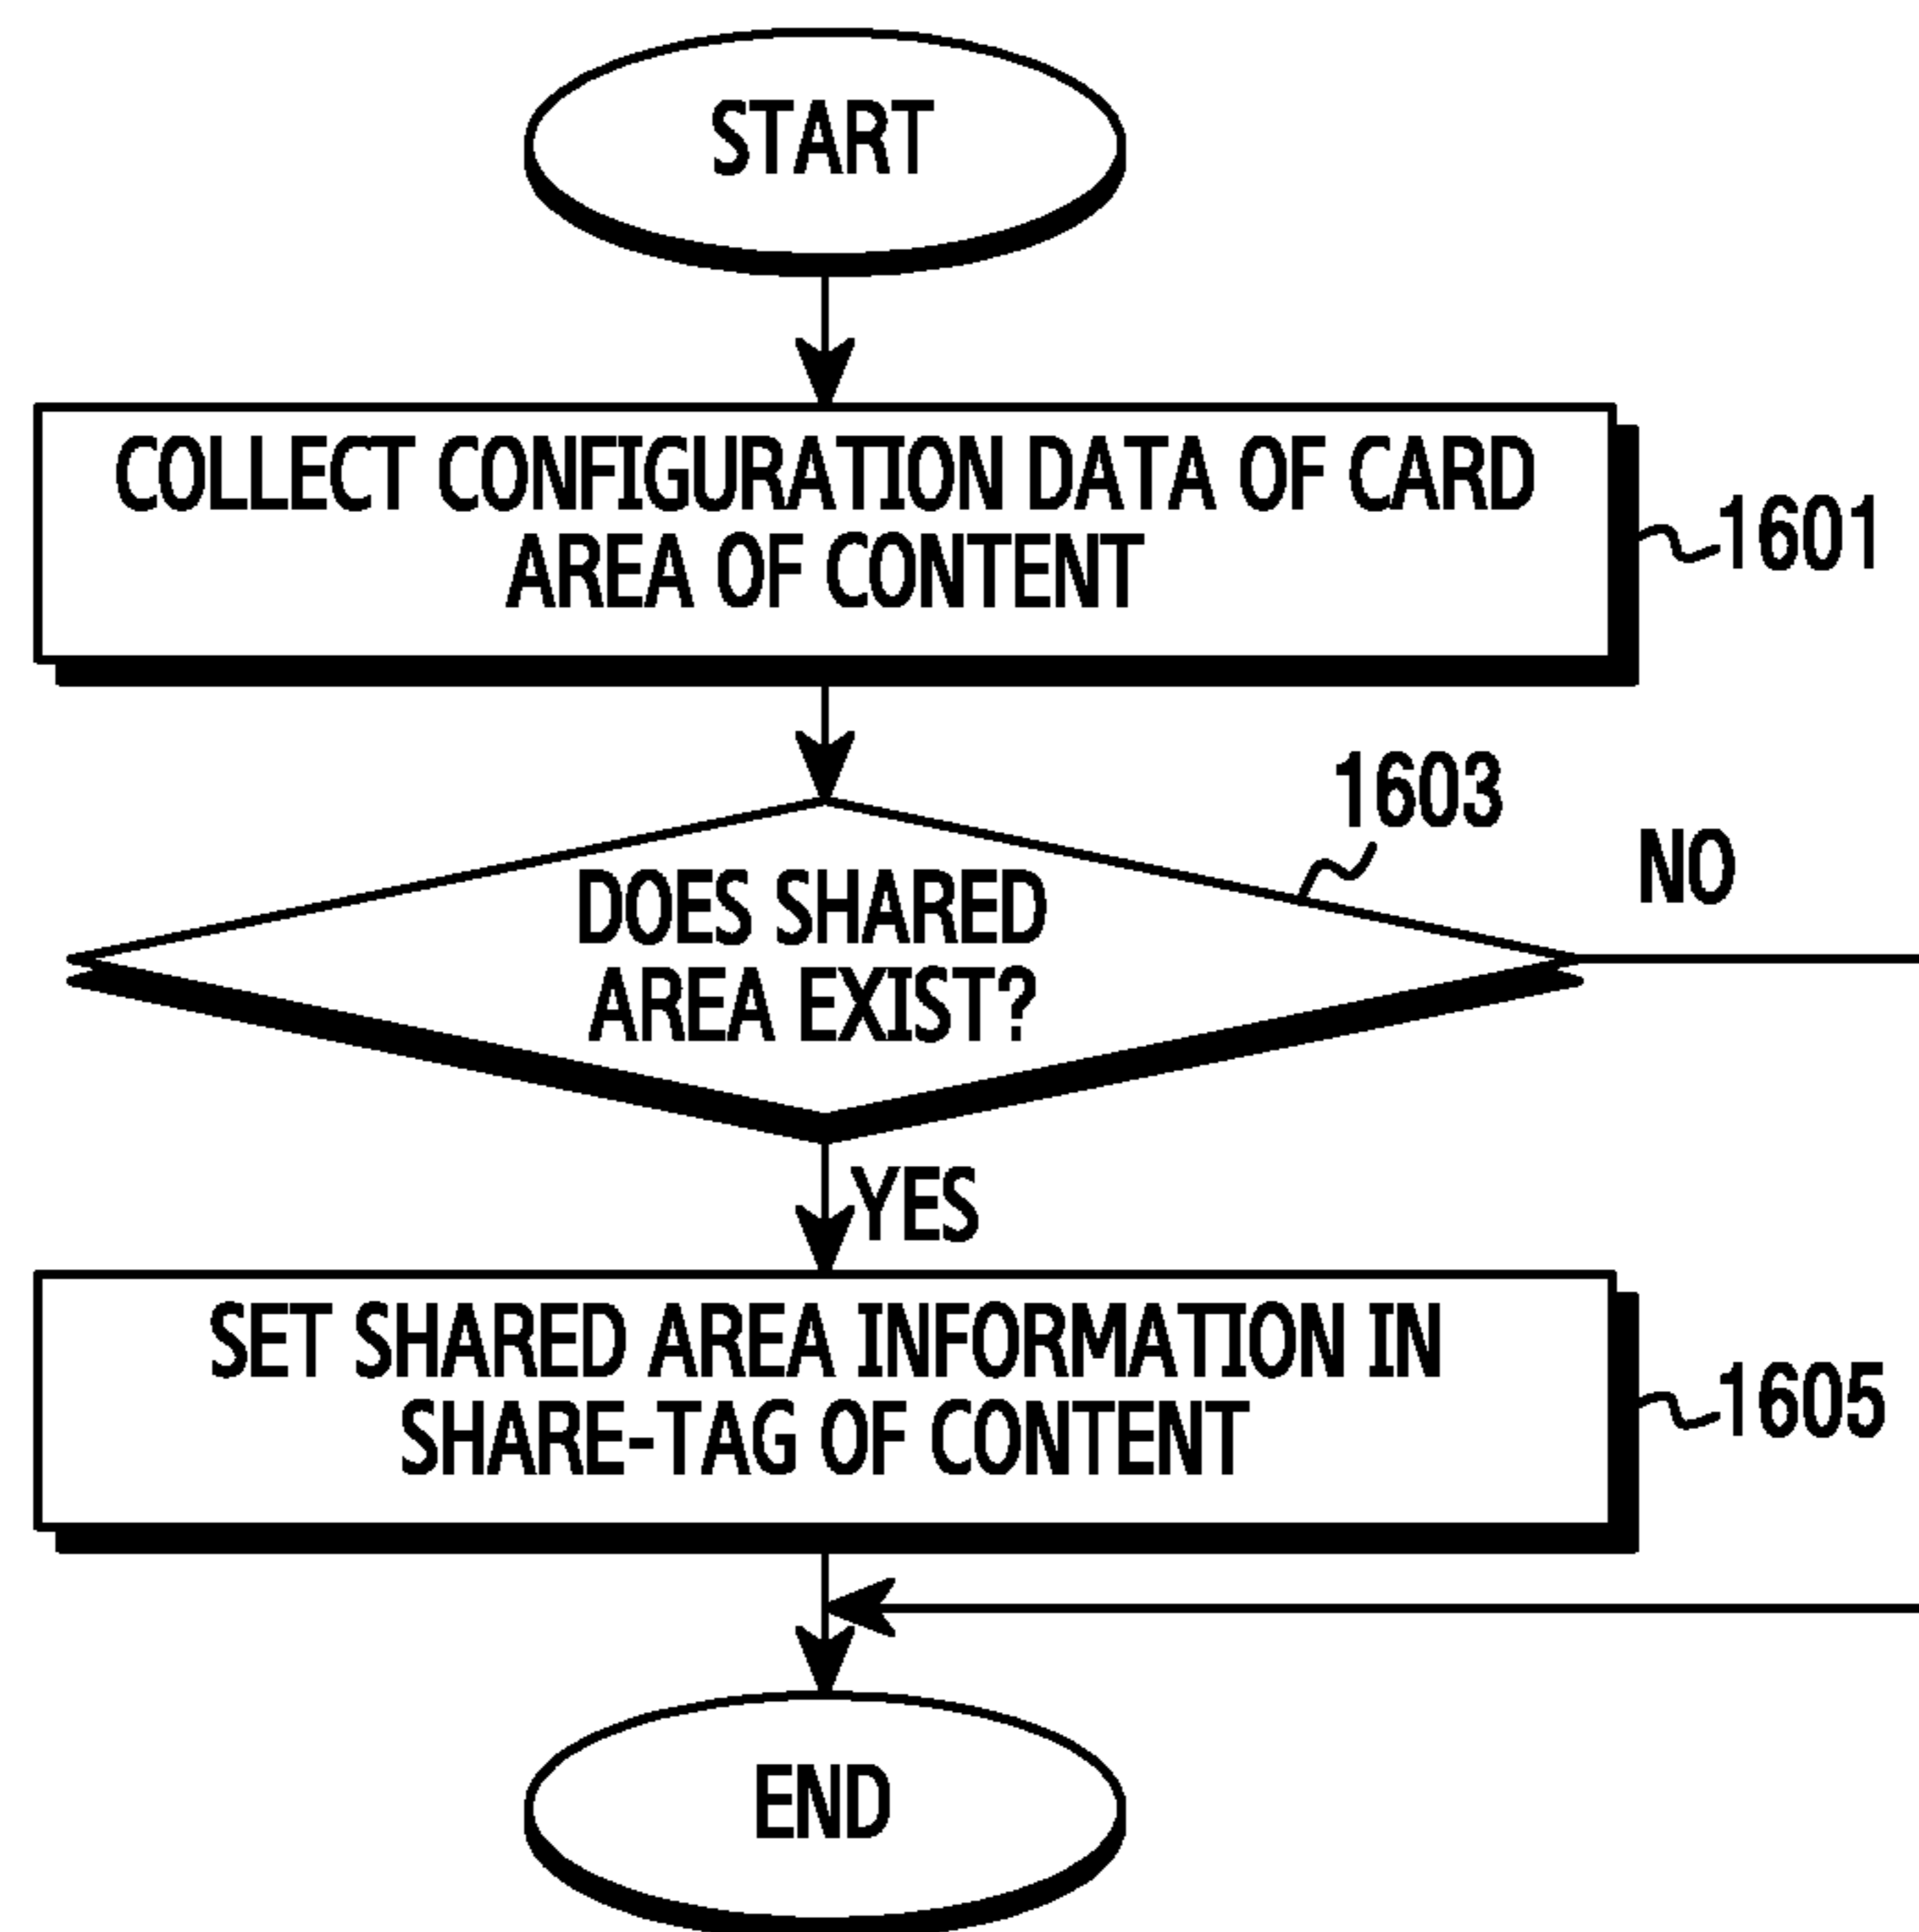 START
COLLECT CONFIGURATION DATA OF CARD
AREA OF CONTENT
1601
1603
NO
DOES SHARED
AREA EXIST?
YES
SET SHARED AREA INFORMATION IN
SHARE-TAG OF CONTENT
1605
END